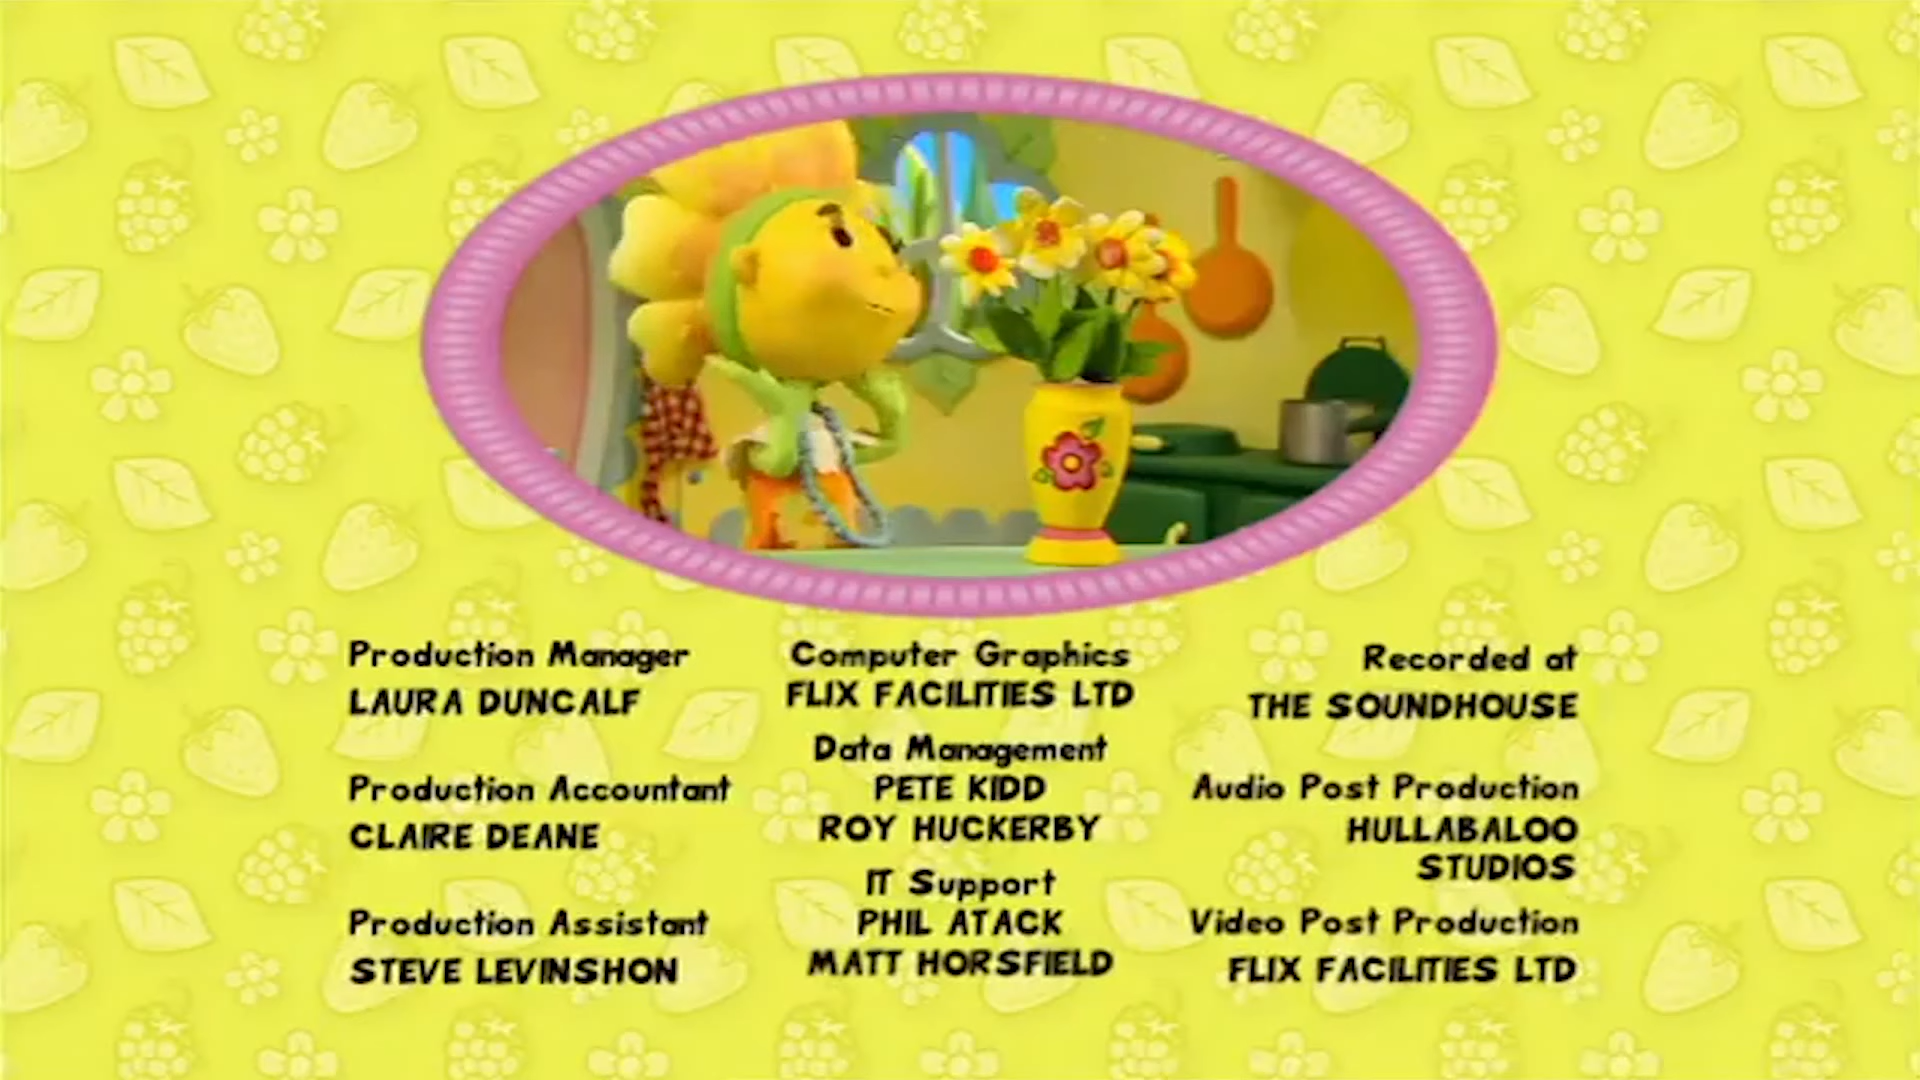 Production Manager
LAURA DUNCALF
Production Accountant
CLAIRE DEANE
Production Assistant
STEVE LEVINSHON
Computer Graphics
FLIX FACILITIES LTD
Data Management
PETE KIDD
ROY HUCKERBY
IT Support
PHIL ATACK
MATT HORSFIELD
Recorded at
THE SOUNDHOUSE
Audio Post Production
HULLABALOO
STUDIOS
Video Post Production
FLIX FACILITIES LTD